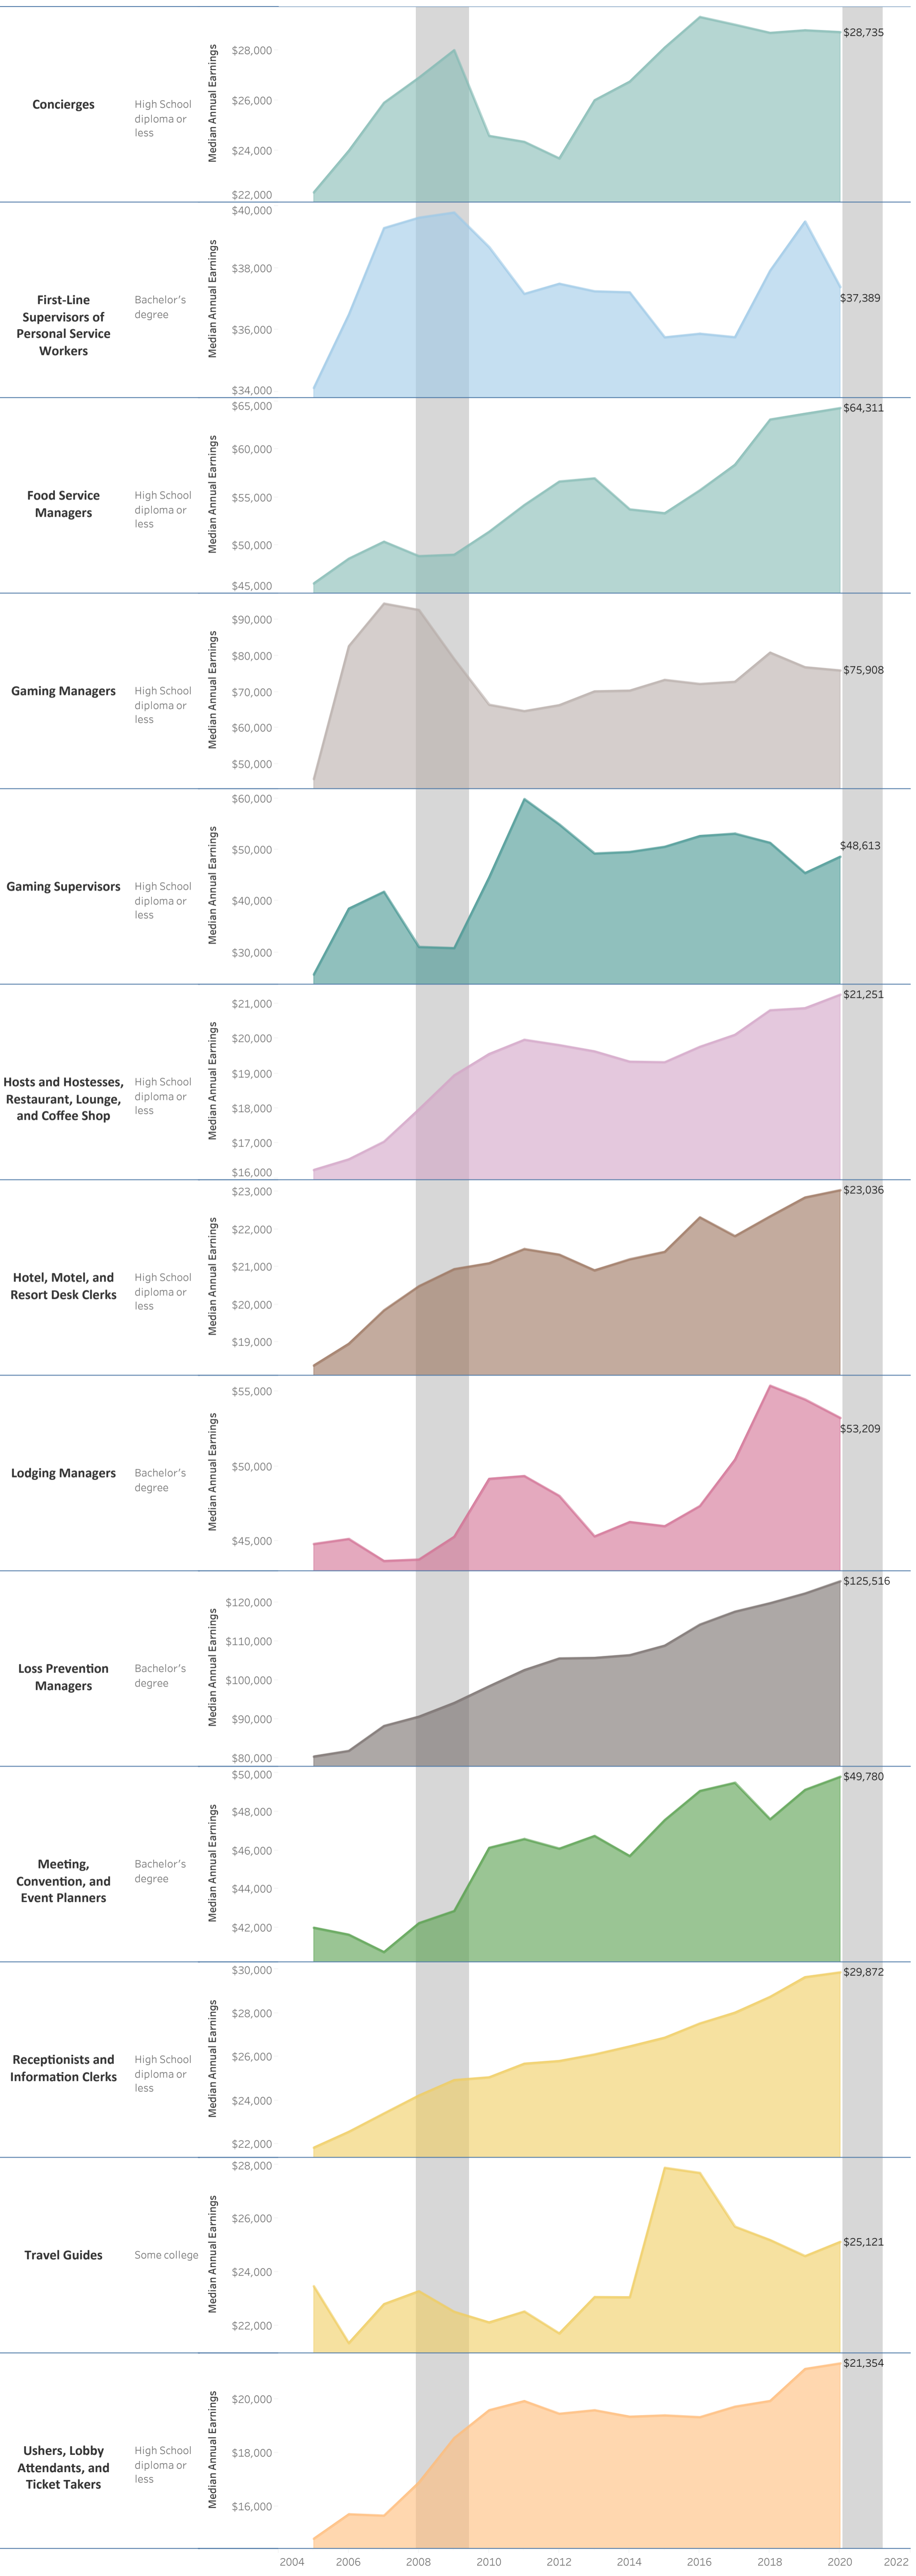 Concierges
High School
diploma or
less
Median Annual Earnings
$28,000
$26,000
$24,000
$22,000
$28,735
First-Line
Supervisors of
Personal Service
Workers
Bachelor's
degree
Median Annual Earnings
$40,000
$38,000
$36,000
$34,000
$37,389
Food Service
Managers
High School
diploma or
less
Median Annual Earnings
$65,000
$60,000
$55,000
$50,000
$45,000
$64,311
Gaming Managers
High School
diploma or
less
Median Annual Earnings
$90,000
$80,000
$70,000
$60,000
$50,000
$75,908
Gaming Supervisors
High School
diploma or
less
Median Annual Earnings
$60,000
$50,000
$40,000
$30,000
$48,613
Hosts and Hostesses,
Restaurant, Lounge,
and Coffee Shop
High School
diploma or
less
Median Annual Earnings
$21,000
$20,000
$19,000
$18,000
$17,000
$16,000
$21,251
Hotel, Motel, and
Resort Desk Clerks
High School
diploma or
less
Median Annual Earnings
$23,000
$22,000
$21,000
$20,000
$19,000
$23,036
Lodging Managers
Bachelor's
degree
Median Annual Earnings
$55,000
$50,000
$45,000
$53,209
Loss Prevention
Managers
Bachelor's
degree
Median Annual Earnings
$120,000
$110,000
$100,000
$90,000
$80,000
$125,516
Meeting,
Convention, and
Event Planners
Bachelor's
degree
Median Annual Earnings
$50,000
$48,000
$46,000
$44,000
$42,000
$49,780
Receptionists and
Information Clerks
High School
diploma or
less
Median Annual Earnings
$30,000
$28,000
$26,000
$24,000
$22,000
$29,872
Travel Guides
Some college
Median Annual Earnings
$28,000
$26,000
$24,000
$22,000
$25,121
Ushers, Lobby
Attendants, and
Ticket Takers
High School
diploma or
less
Median Annual Earnings
$20,000
$18,000
$16,000
$21,354
2004 2006 2008 2010 2012 2014 2016 2018 2020 2022